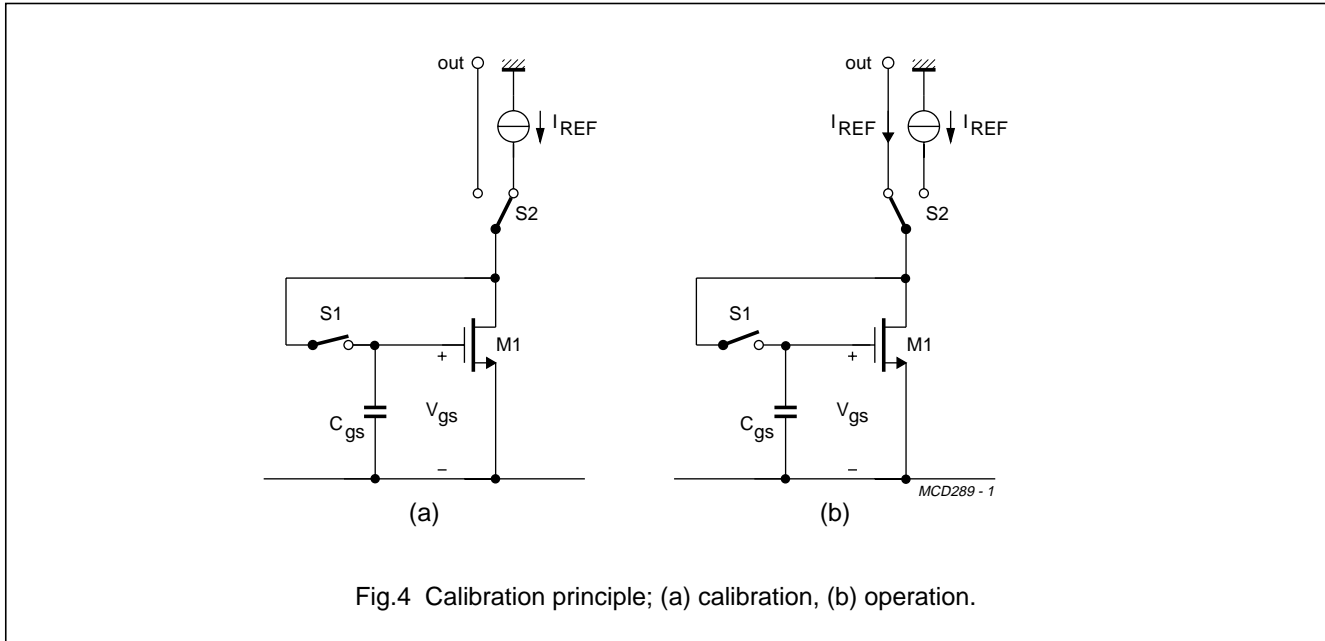 out
I REF
S2
S1
M1
+
C gs
V gs
–
(a)
out
I REF
I REF
S2
S1
M1
+
C gs
V gs
–
MCD289 - 1
(b)
Fig.4 Calibration principle; (a) calibration, (b) operation.